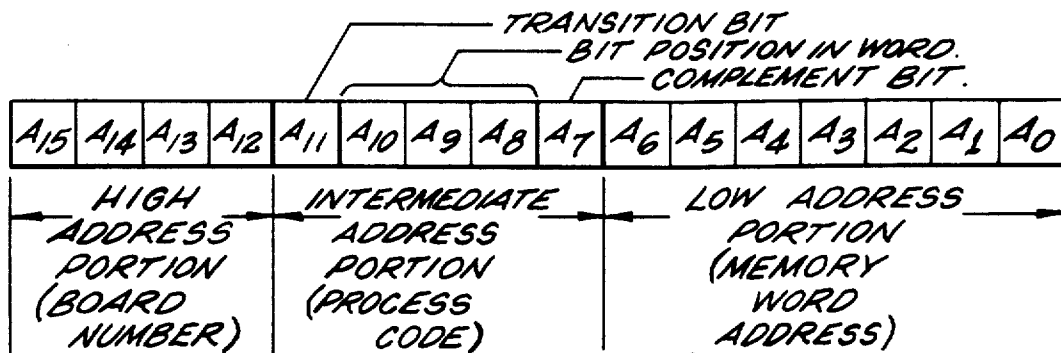 TRANSITION BIT
BIT POSITION IN WORD.
COMPLEMENT BIT.
A15 A14 A13 A12 A11 A10 A9 A8 A7 A6 A5 A4 A3 A2 A1 A0
HIGH ADDRESS PORTION (BOARD NUMBER)
INTERMEDIATE ADDRESS PORTION (PROCESS CODE)
LOW ADDRESS PORTION (MEMORY WORD ADDRESS)